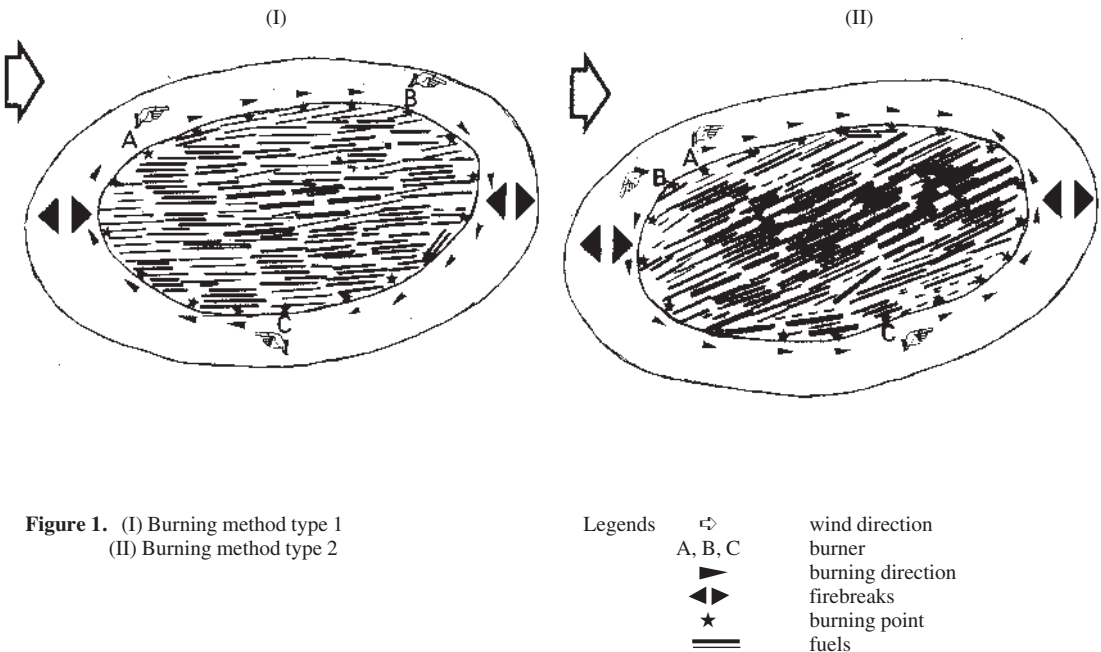 (I)
(II)
B
A
C
A
B
C
Figure 1. (I) Burning method type 1
(II) Burning method type 2
Legends
wind direction
A, B, C burner
burning direction
firebreaks
burning point
fuels